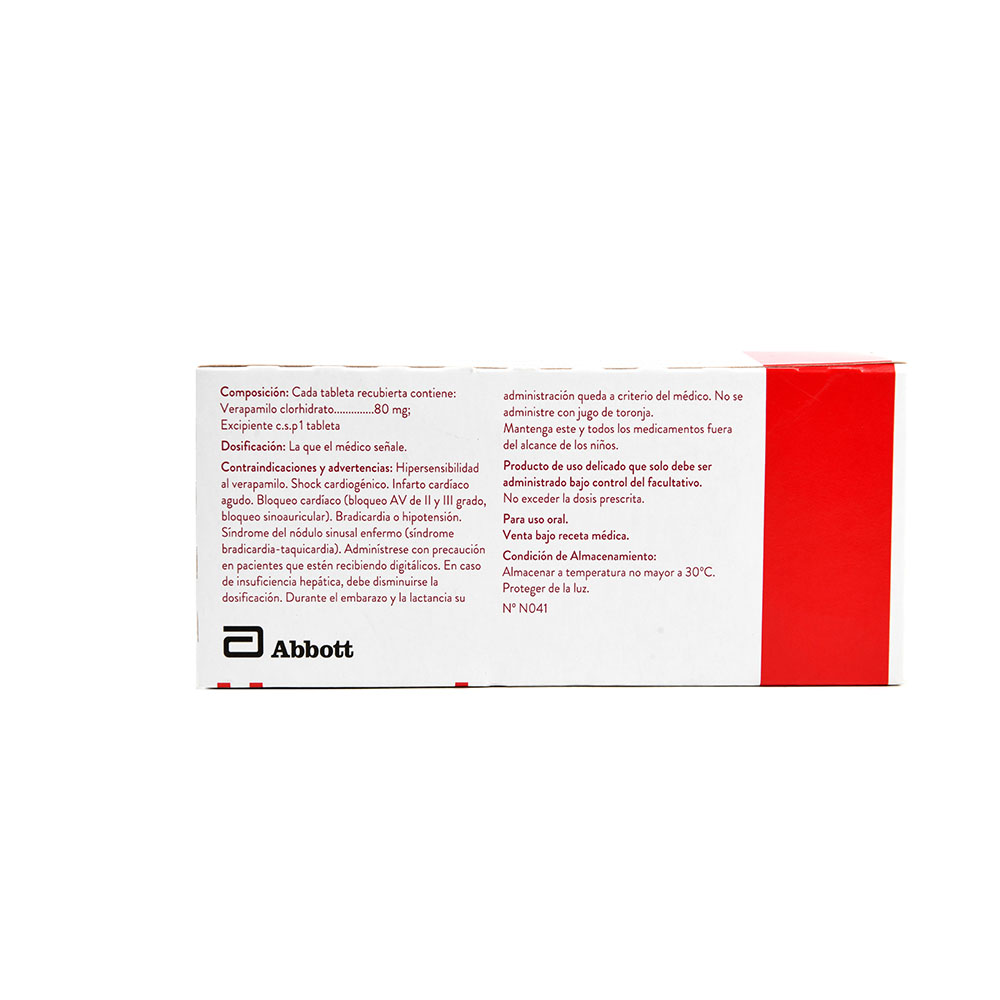 Composición: Cada tableta recubierta contiene:
Verapamilo clorhidrato..............80 mg;
Excipiente c.s.p1 tableta
Dosificación: La que el médico señale.
Contraindicaciones y advertencias: Hipersensibilidad
al verapamilo. Shock cardiogénico. Infarto cardíaco
agudo. Bloqueo cardíaco (bloqueo AV de II y III grado,
bloqueo sinoauricular). Bradicardia o hipotensión.
Síndrome del nódulo sinusal enfermo (síndrome
bradicardia-taquicardia). Adminístrese con precaución
en pacientes que estén recibiendo digitálicos. En caso
de insuficiencia hepática, debe disminuirse la
dosificación. Durante el embarazo y la lactancia su
administración queda a criterio del médico. No se
administre con jugo de toronja.
Mantenga este y todos los medicamentos fuera
del alcance de los niños.
Producto de uso delicado que solo debe ser
administrado bajo control del facultativo.
No exceder la dosis prescrita.
Para uso oral.
Venta bajo receta médica.
Condición de Almacenamiento:
Almacenar a temperatura no mayor a 30°C.
Proteger de la luz.
N° N041
Abbott